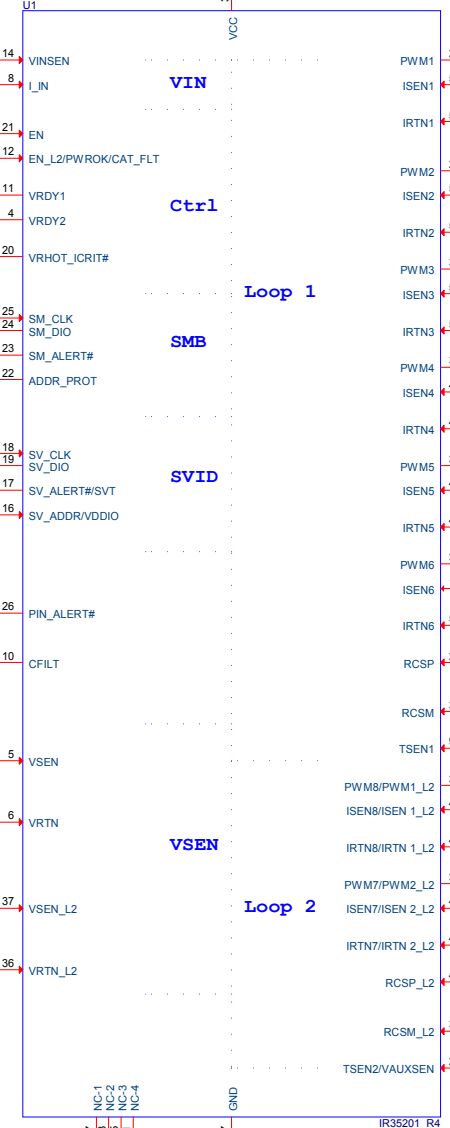 U1
VCC
14 VINSEN
8 I_IN
VIN
21 EN
12 EN_L2/PWROK/CAT_FLT
11 VRDY1
4 VRDY2
Ctrl
20 VRHOT_ICRIT#
25 SM_CLK
24 SM_DIO
23 SM_ALERT#
22 ADDR_PROT
SMB
18 SV_CLK
19 SV_DIO
17 SV_ALERT#/SVT
16 SV_ADDR/VDDIO
SVID
26 PIN_ALERT#
10 CFILT
5 VSEN
6 VRTN
VSEN
37 VSEN_L2
36 VRTN_L2
PWM1
ISEN1
IRTN1
PWM2
ISEN2
IRTN2
PWM3
ISEN3
Loop 1
IRTN3
PWM4
ISEN4
IRTN4
PWM5
ISEN5
IRTN5
PWM6
ISEN6
IRTN6
RCSP
RCSM
TSEN1
PWM8/PWM1_L2
ISEN8/ISEN 1_L2
IRTN8/IRTN 1_L2
PWM7/PWM2_L2
ISEN7/ISEN 2_L2
Loop 2
IRTN7/IRTN 2_L2
RCSP_L2
RCSM_L2
TSEN2/VAUXSEN
NC-1
NC-2
NC-3
NC-4
GND
IR35201_R4